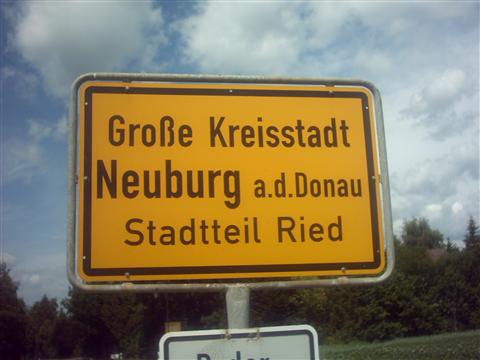 Große Kreisstadt
Neuburg a.d.Donau
Stadtteil Ried